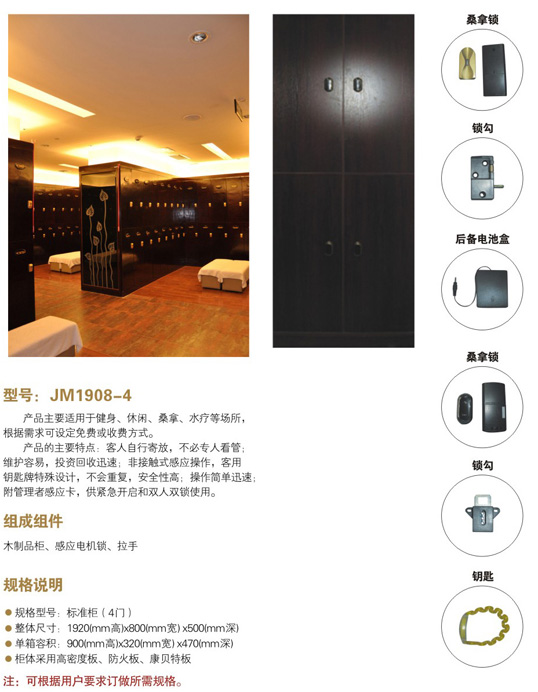 桑拿锁
锁勾
后备电池盒
桑拿锁
锁勾
钥匙
型号：JM1908-4
产品主要适用于健身、休闲、桑拿、水疗等场所，
根据需求可设定免费或收费方式。
产品的主要特点：客人自行寄放，不必专人看管；
维护容易，投资回收迅速；非接触式感应操作，客用
钥匙牌特殊设计，不会重复，安全性高；操作简单迅速；
附管理者感应卡，供紧急开启和双人双锁使用。
组成组件
木制品柜、感应电机锁、拉手
规格说明
规格型号：标准柜（4门）
整体尺寸：1920(mm高)x800(mm宽) x500(mm深)
单箱容积：900(mm高)x320(mm宽) x470(mm深)
柜体采用高密度板、防火板、康贝特板
注：可根据用户要求订做所需规格。